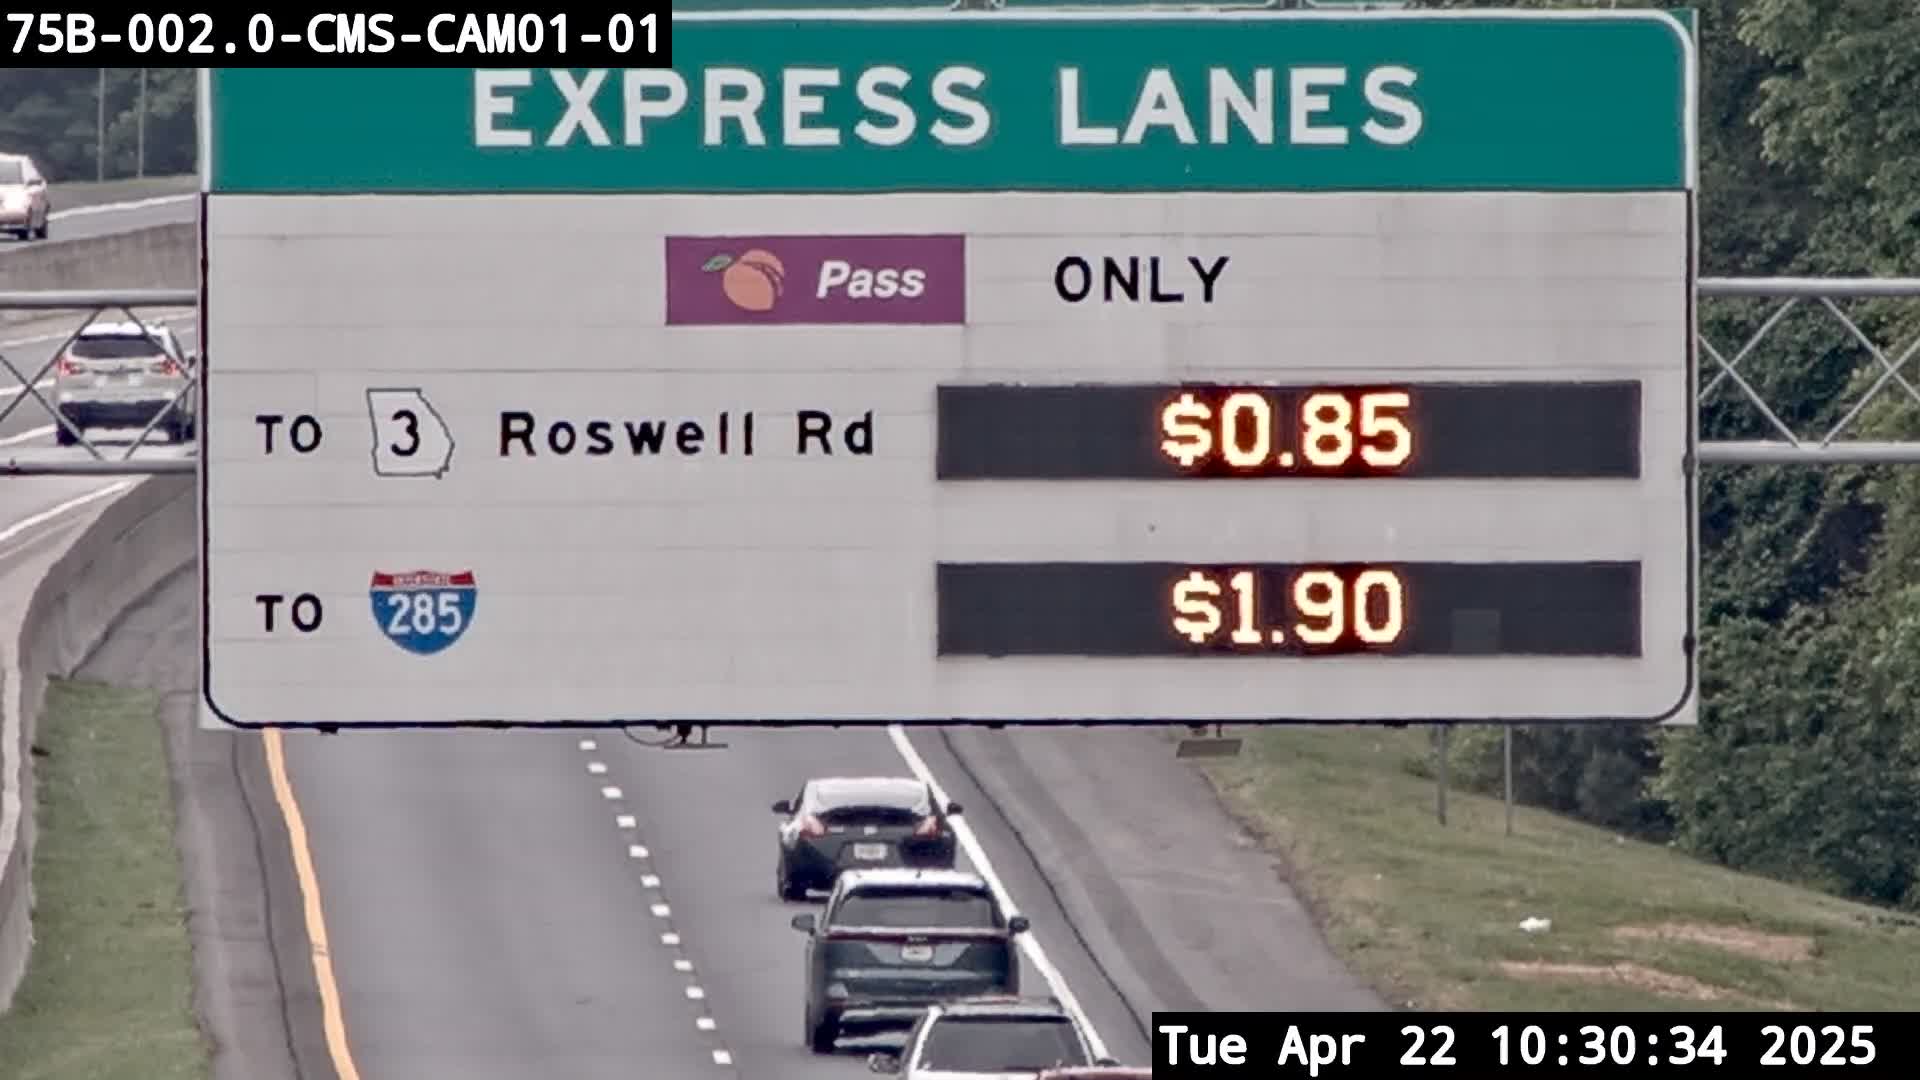 75B-002.0-CMS-CAM01-01
EXPRESS LANES
Pass ONLY
TO 3 Roswell Rd $0.85
TO INTERSTATE 285 $1.90
Tue Apr 22 10:30:34 2025